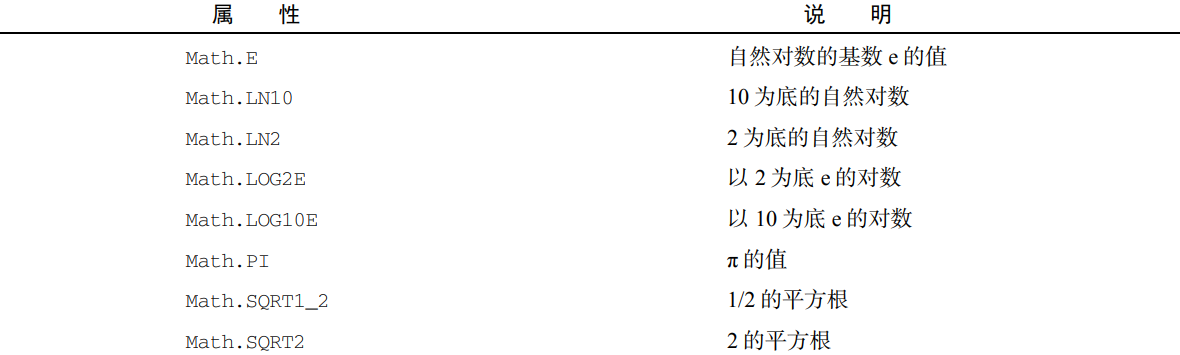 属 性 说 明
Math.E 自然对数的基数 e 的值
Math.LN10 10 为底的自然对数
Math.LN2 2 为底的自然对数
Math.LOG2E 以 2 为底 e 的对数
Math.LOG10E 以 10 为底 e 的对数
Math.PI π 的值
Math.SQRT1_2 1/2 的平方根
Math.SQRT2 2 的平方根